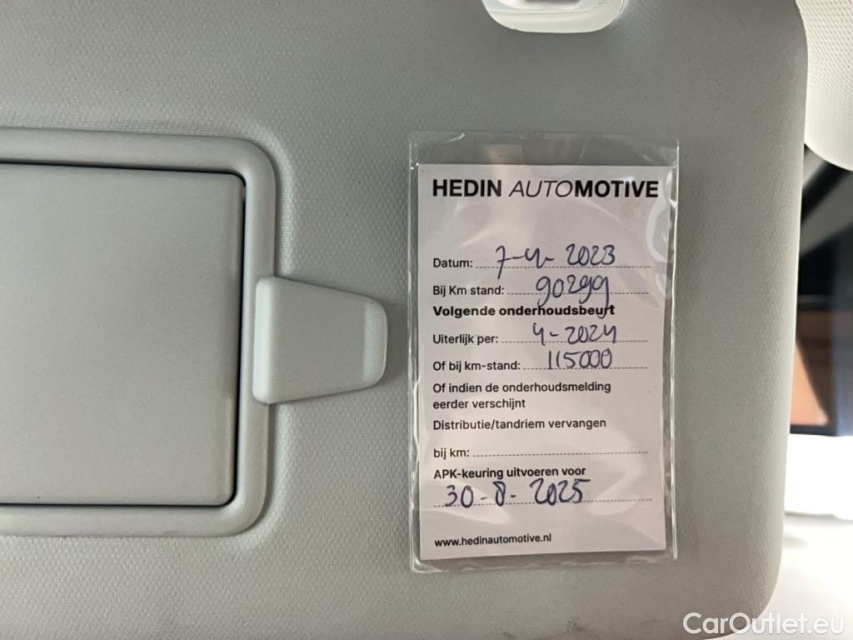 HEDIN AUTOMOTIVE
Datum: 7-4-2023
Bij Km stand: 90299
Volgende onderhoudsbeurt
Uiterlijk per: 4-2024
Of bij km-stand: 115000
Of indien de onderhoudsmelding
eerder verschijnt
Distributie/tandriem vervangen
bij km:
APK-keuring uitvoeren voor
30-8-2025
www.hedinautomotive.nl
CarOutlet.eu